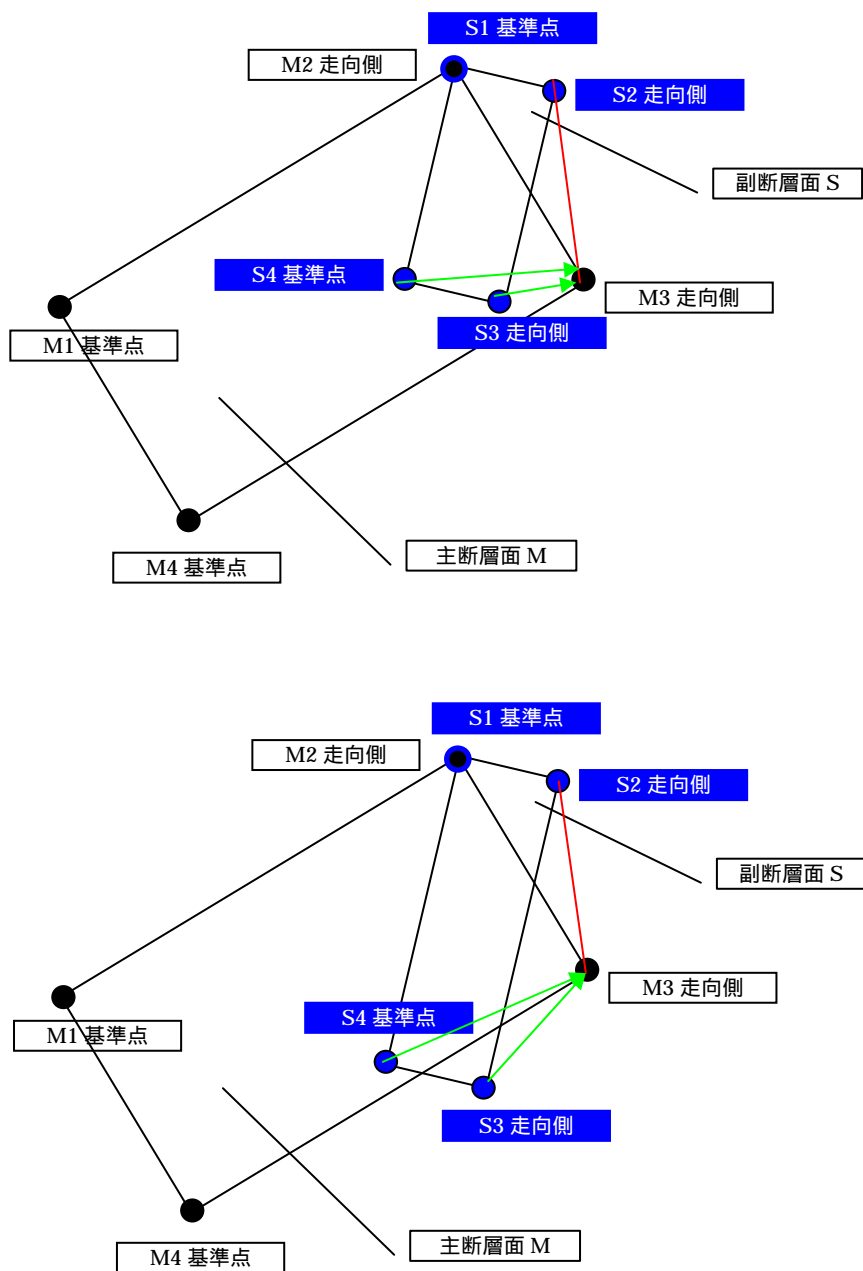 S1 基準点
M2 走向側
S2 走向側
副断層面 S
S4 基準点
M3 走向側
S3 走向側
M1 基準点
主断層面 M
M4 基準点
S1 基準点
M2 走向側
S2 走向側
副断層面 S
M3 走向側
S4 基準点
M1 基準点
S3 走向側
主断層面 M
M4 基準点